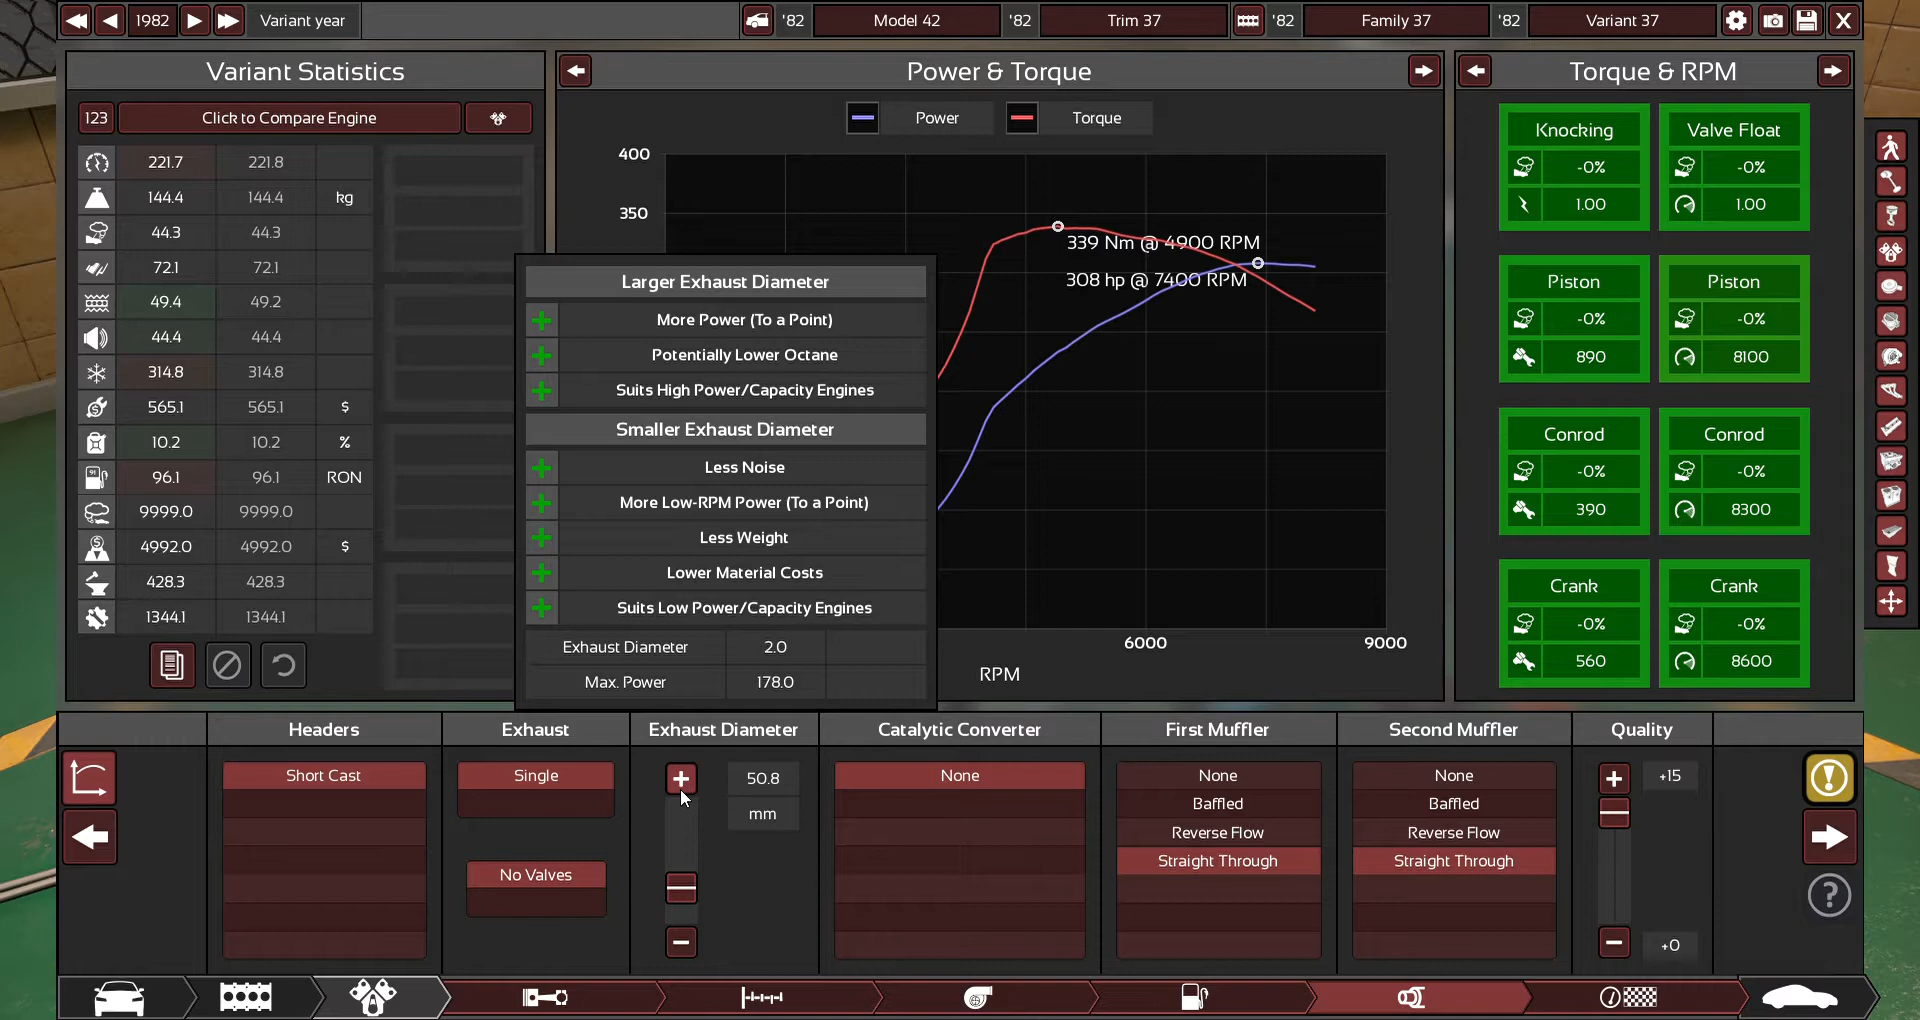 1982
Variant year
'82
Model 42
'82
Trim 37
'82
Family 37
'82
Variant 37
X
Variant Statistics
123
Click to Compare Engine
221.7 221.8
144.4 144.4 kg
44.3 44.3
72.1 72.1
49.4 49.2
44.4 44.4
314.8 314.8
565.1 565.1 $
10.2 10.2 %
96.1 96.1 RON
9999.0 9999.0
4992.0 4992.0 $
428.3 428.3
1344.1 1344.1
Power & Torque
Power
Torque
400
350
339 Nm @ 4900 RPM
308 hp @ 7400 RPM
6000
9000
RPM
Larger Exhaust Diameter
More Power (To a Point)
Potentially Lower Octane
Suits High Power/Capacity Engines
Smaller Exhaust Diameter
Less Noise
More Low-RPM Power (To a Point)
Less Weight
Lower Material Costs
Suits Low Power/Capacity Engines
Exhaust Diameter 2.0
Max. Power 178.0
Torque & RPM
Knocking
-0%
1.00
Valve Float
-0%
1.00
Piston
-0%
890
Piston
-0%
8100
Conrod
-0%
390
Conrod
-0%
8300
Crank
-0%
560
Crank
-0%
8600
Headers
Short Cast
Exhaust
Single
No Valves
Exhaust Diameter
50.8
mm
Catalytic Converter
None
First Muffler
None
Baffled
Reverse Flow
Straight Through
Second Muffler
None
Baffled
Reverse Flow
Straight Through
Quality
+15
+0